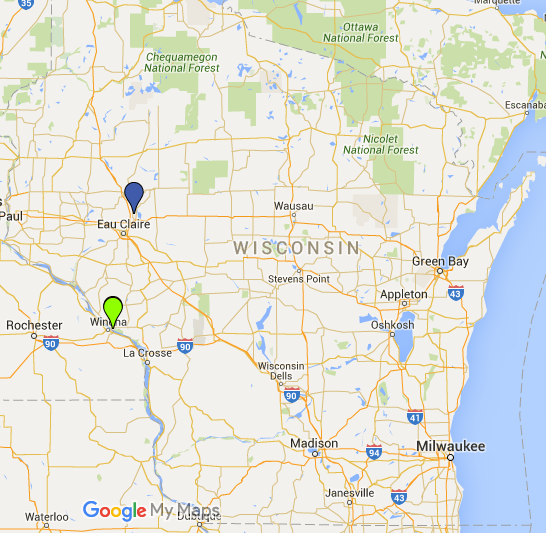 35
Marquette
Ottawa
National Forest
Chequamegon
National Forest
Escanaba
Nicolet
National Forest
Paul
Wausau
Eau Claire
WISCONSIN
Green Bay
Stevens Point
43
Appleton
Rochester
Winona
Oshkosh
90
90
La Crosse
Wisconsin
Dells
90
41
Madison
94
Milwaukee
Janesville
43
Google My Maps
Waterloo
Dubuque